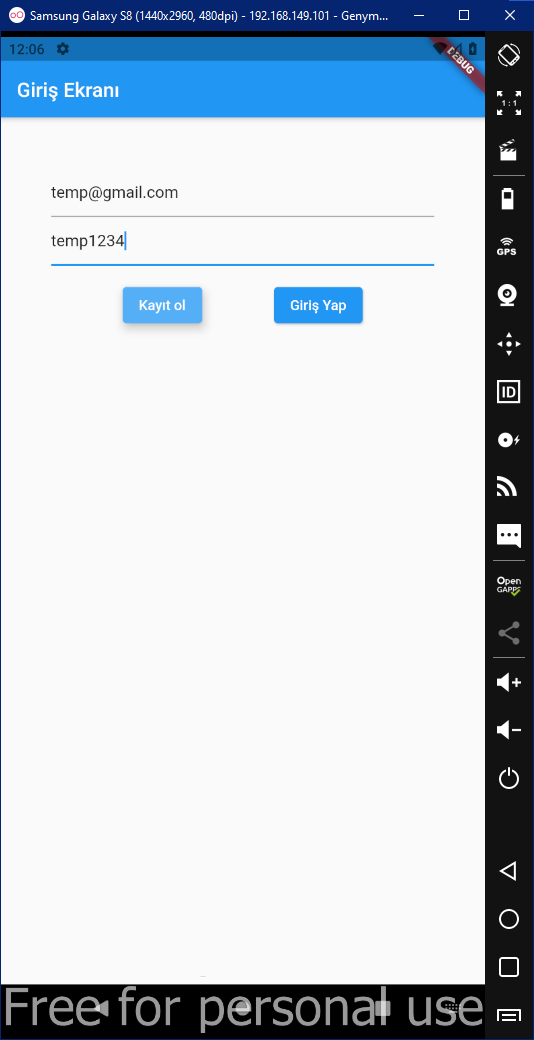 Samsung Galaxy S8 (1440x2960, 480dpi) - 192.168.149.101 - Genym...
12:06
DEBUG
Giriş Ekranı
1 : 1
GPS
temp@gmail.com
temp1234
Kayıt ol
Giriş Yap
ID
Open
GAPPS
Free for personal use